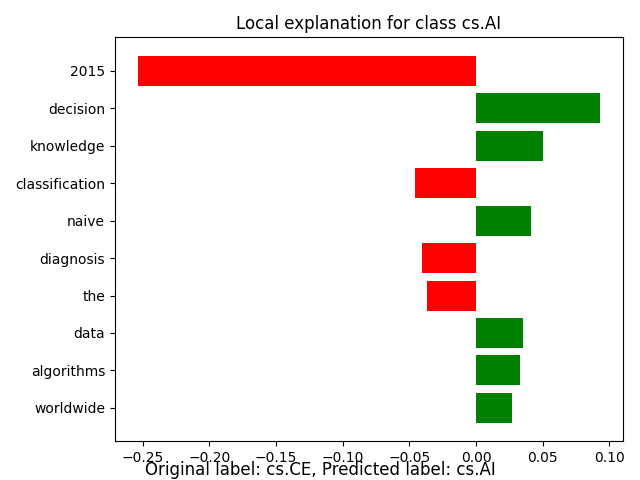 Local explanation for class cs.AI
2015
decision
knowledge
classification
naive
diagnosis
the
data
algorithms
worldwide
−0.25 −0.20 −0.15 −0.10 −0.05 0.00 0.05 0.10
Original label: cs.CE, Predicted label: cs.AI